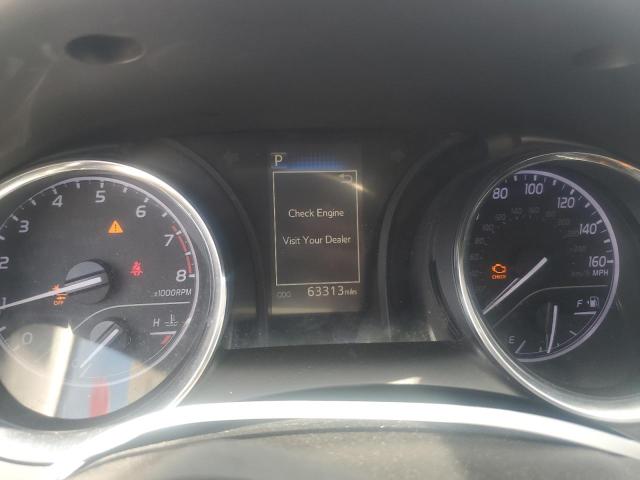 P
Check Engine
Visit Your Dealer
ODO 63313 miles
0 1 2 3 4 5 6 7 8
x1000RPM
OFF
H
80 100 120 140 160
MPH
km/h
CHECK
E F